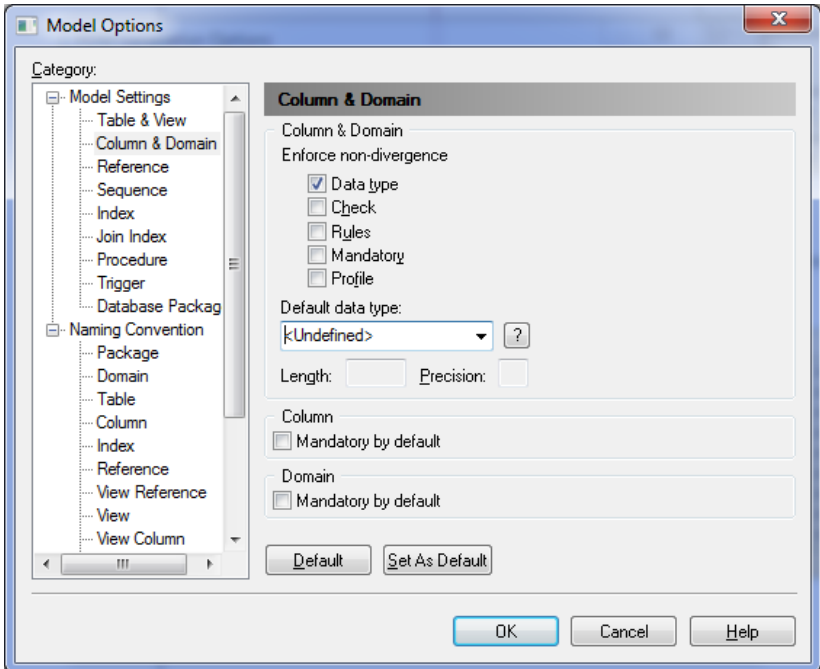 Model Options
Category:
Model Settings
Table & View
Column & Domain
Reference
Sequence
Index
Join Index
Procedure
Trigger
Database Packag
Naming Convention
Package
Domain
Table
Column
Index
Reference
View Reference
View
View Column
Column & Domain
Column & Domain
Enforce non-divergence
Data type
Check
Rules
Mandatory
Profile
Default data type:
<Undefined>
?
Length: Precision:
Column
Mandatory by default
Domain
Mandatory by default
Default Set As Default
OK Cancel Help